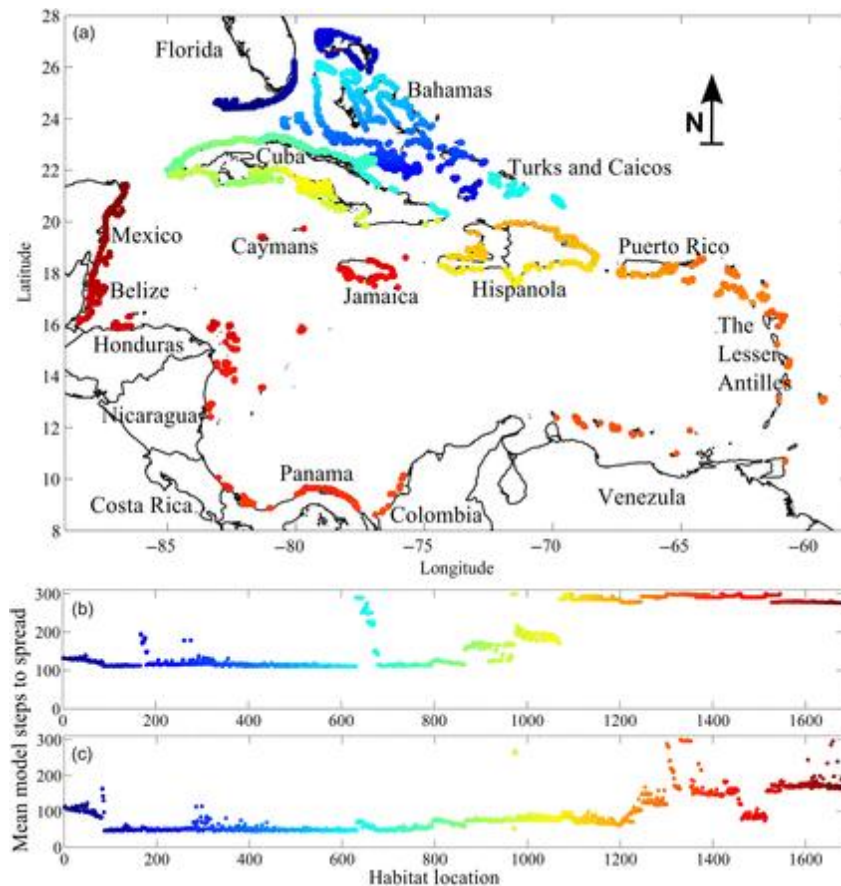 (a)
28
26
24
22
20
18
16
14
12
10
8
Latitude
Florida
Bahamas
N
Cuba
Turks and Caicos
Mexico
Caymans
Puerto Rico
Belize
Jamaica
Hispanola
Honduras
The
Lesser
Antilles
Nicaragua
Panama
Costa Rica
Colombia
Venezula
−85 −80 −75 −70 −65 −60
Longitude
(b)
300
200
100
0 200 400 600 800 1000 1200 1400 1600
(c)
300
200
100
0
0 200 400 600 800 1000 1200 1400 1600
Mean model steps to spread
Habitat location